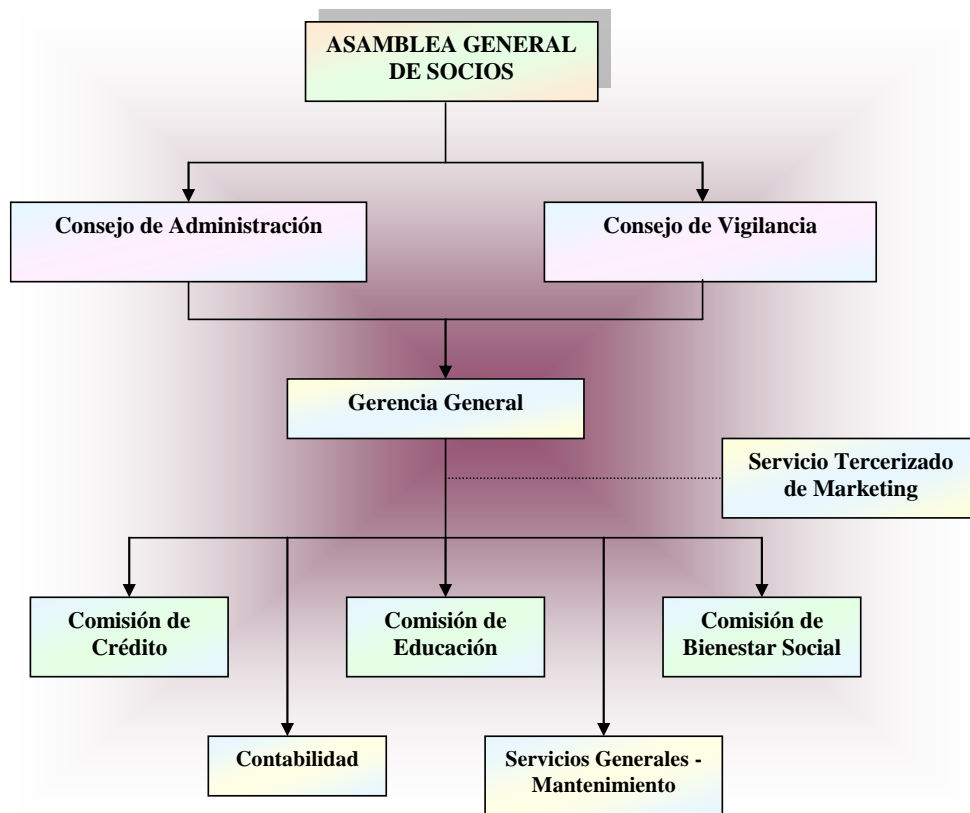 ASAMBLEA GENERAL
DE SOCIOS
Consejo de Administración
Consejo de Vigilancia
Gerencia General
Servicio Tercerizado
de Marketing
Comisión de
Crédito
Comisión de
Educación
Comisión de
Bienestar Social
Contabilidad
Servicios Generales -
Mantenimiento